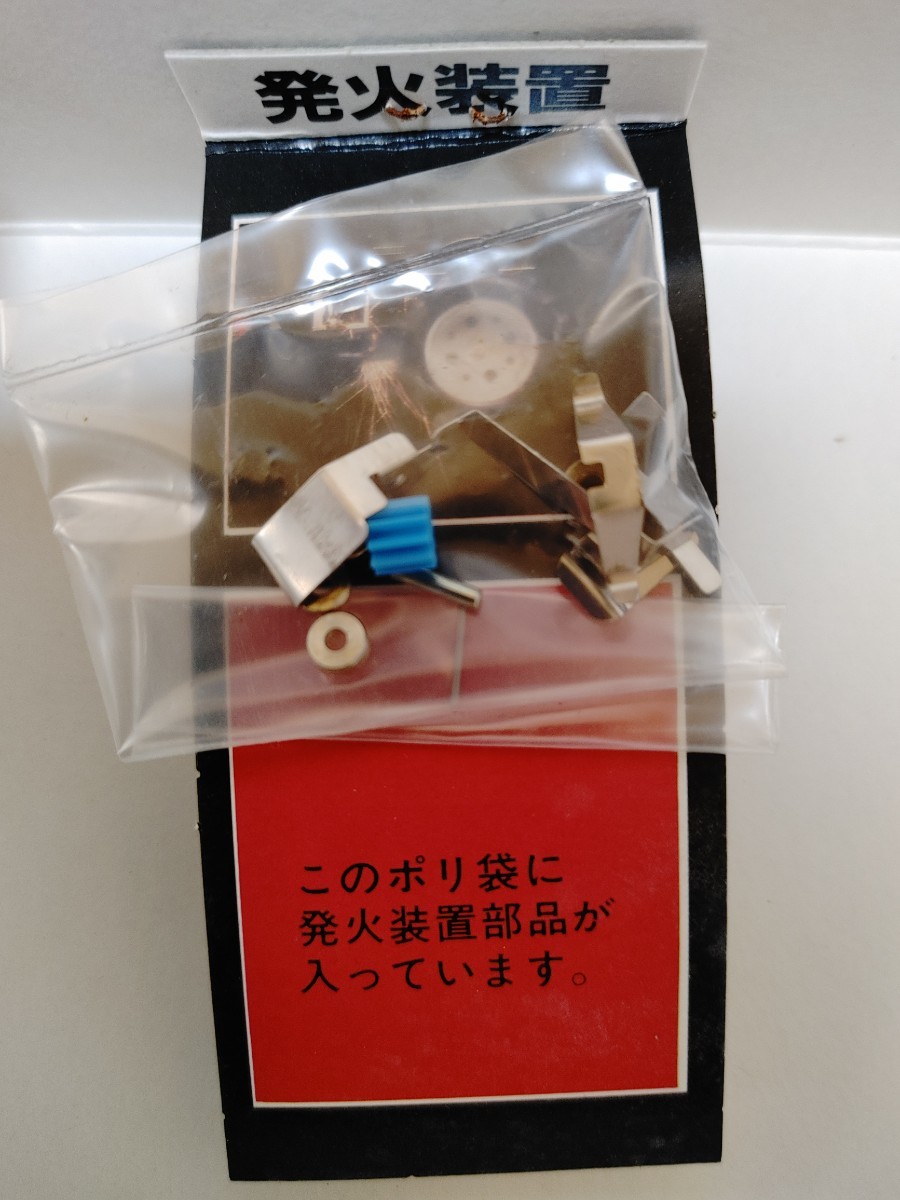 発火装置
このポリ袋に
発火装置部品が
入っています。